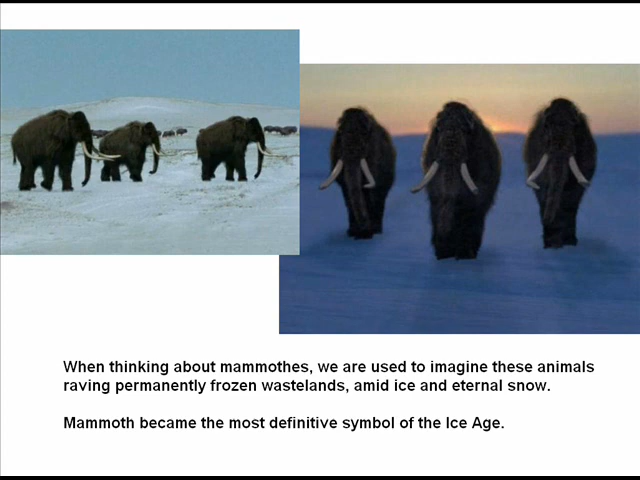 When thinking about mammothes, we are used to imagine these animals
raving permanently frozen wastelands, amid ice and eternal snow.
Mammoth became the most definitive symbol of the Ice Age.